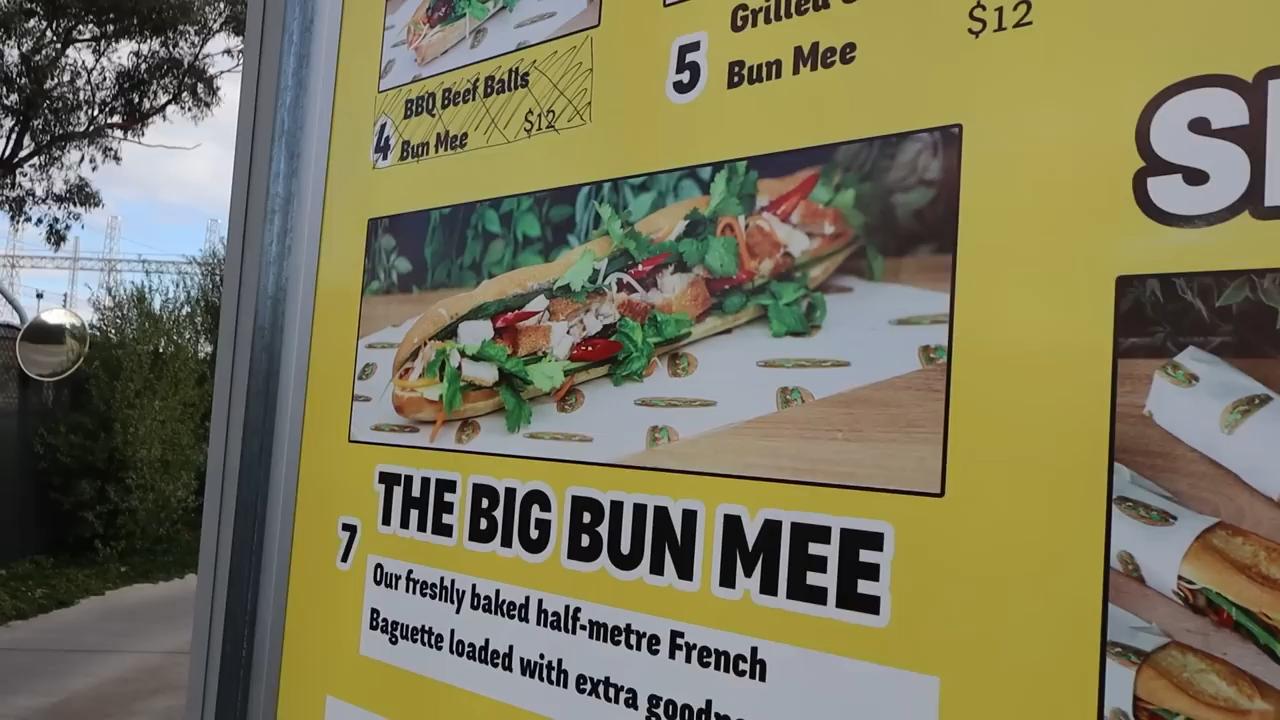 BBQ Beef Balls
4 Bun Mee $12
Grilled
5 Bun Mee
$12
THE BIG BUN MEE
7
Our freshly baked half-metre French
Baguette loaded with extra